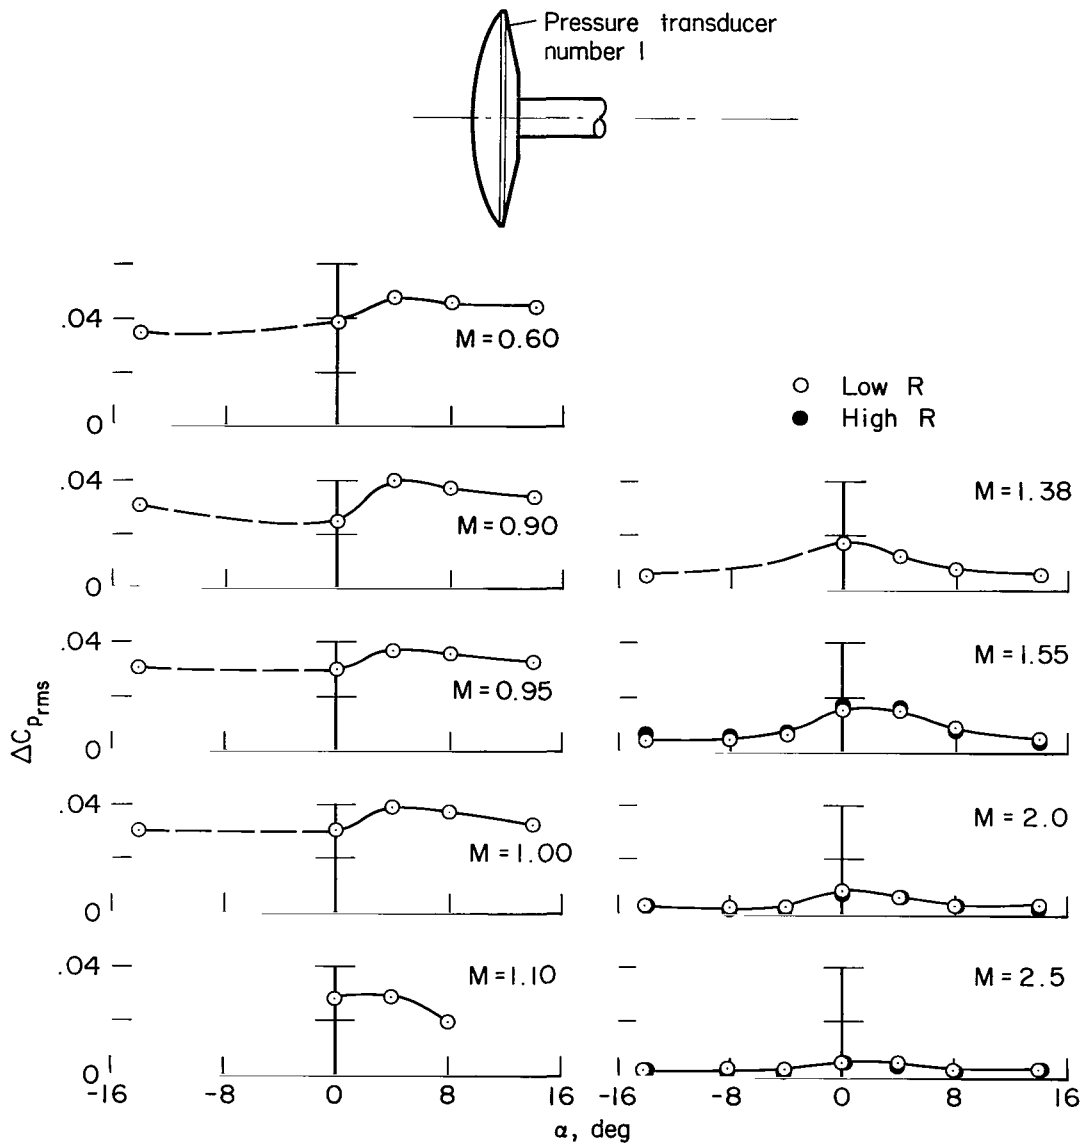 Pressure transducer
number 1
.04
M=0.60
0
-16 -8 0 8 16
Low R
High R
.04
M=0.90
0
M=1.38
.04
M=0.95
0
M=1.55
ΔCprms
.04
M=1.00
0
M=2.0
.04
M=1.10
0
M=2.5
-16 -8 0 8 16
α, deg